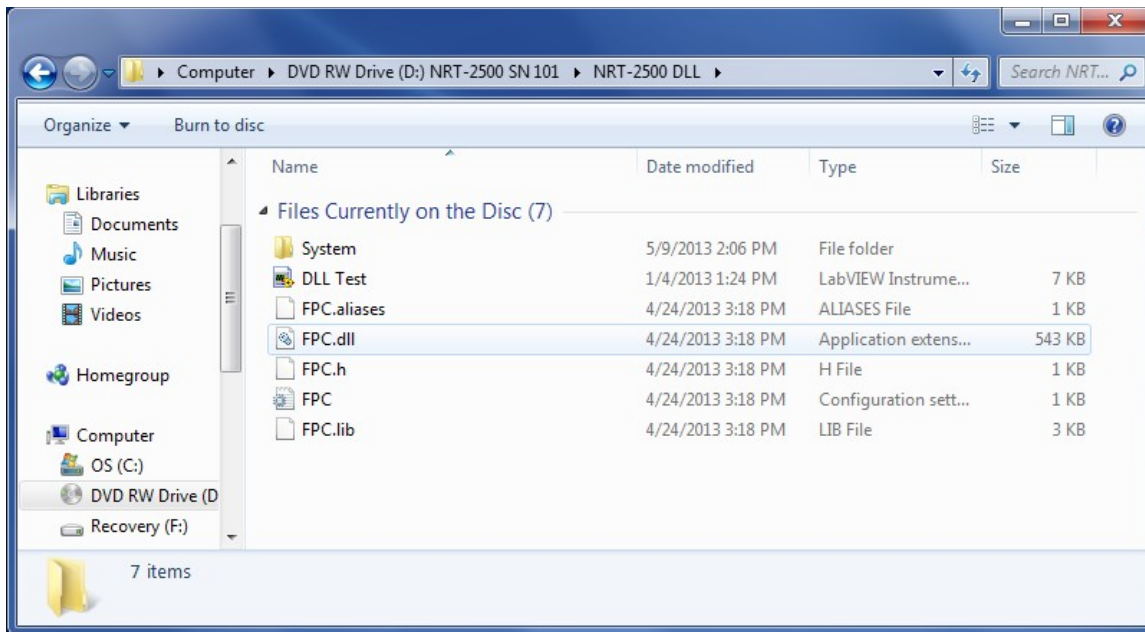 Computer ▸ DVD RW Drive (D:) NRT-2500 SN 101 ▸ NRT-2500 DLL ▸ Search NRT...
Organize Burn to disc
Name Date modified Type Size
Libraries
Documents
Music
Pictures
Videos
Homegroup
Computer
OS (C:)
DVD RW Drive (D
Recovery (F:)
Files Currently on the Disc (7)
System 5/9/2013 2:06 PM File folder
DLL Test 1/4/2013 1:24 PM LabVIEW Instrume... 7 KB
FPC.aliases 4/24/2013 3:18 PM ALIASES File 1 KB
FPC.dll 4/24/2013 3:18 PM Application extens... 543 KB
FPC.h 4/24/2013 3:18 PM H File 1 KB
FPC 4/24/2013 3:18 PM Configuration sett... 1 KB
FPC.lib 4/24/2013 3:18 PM LIB File 3 KB
7 items